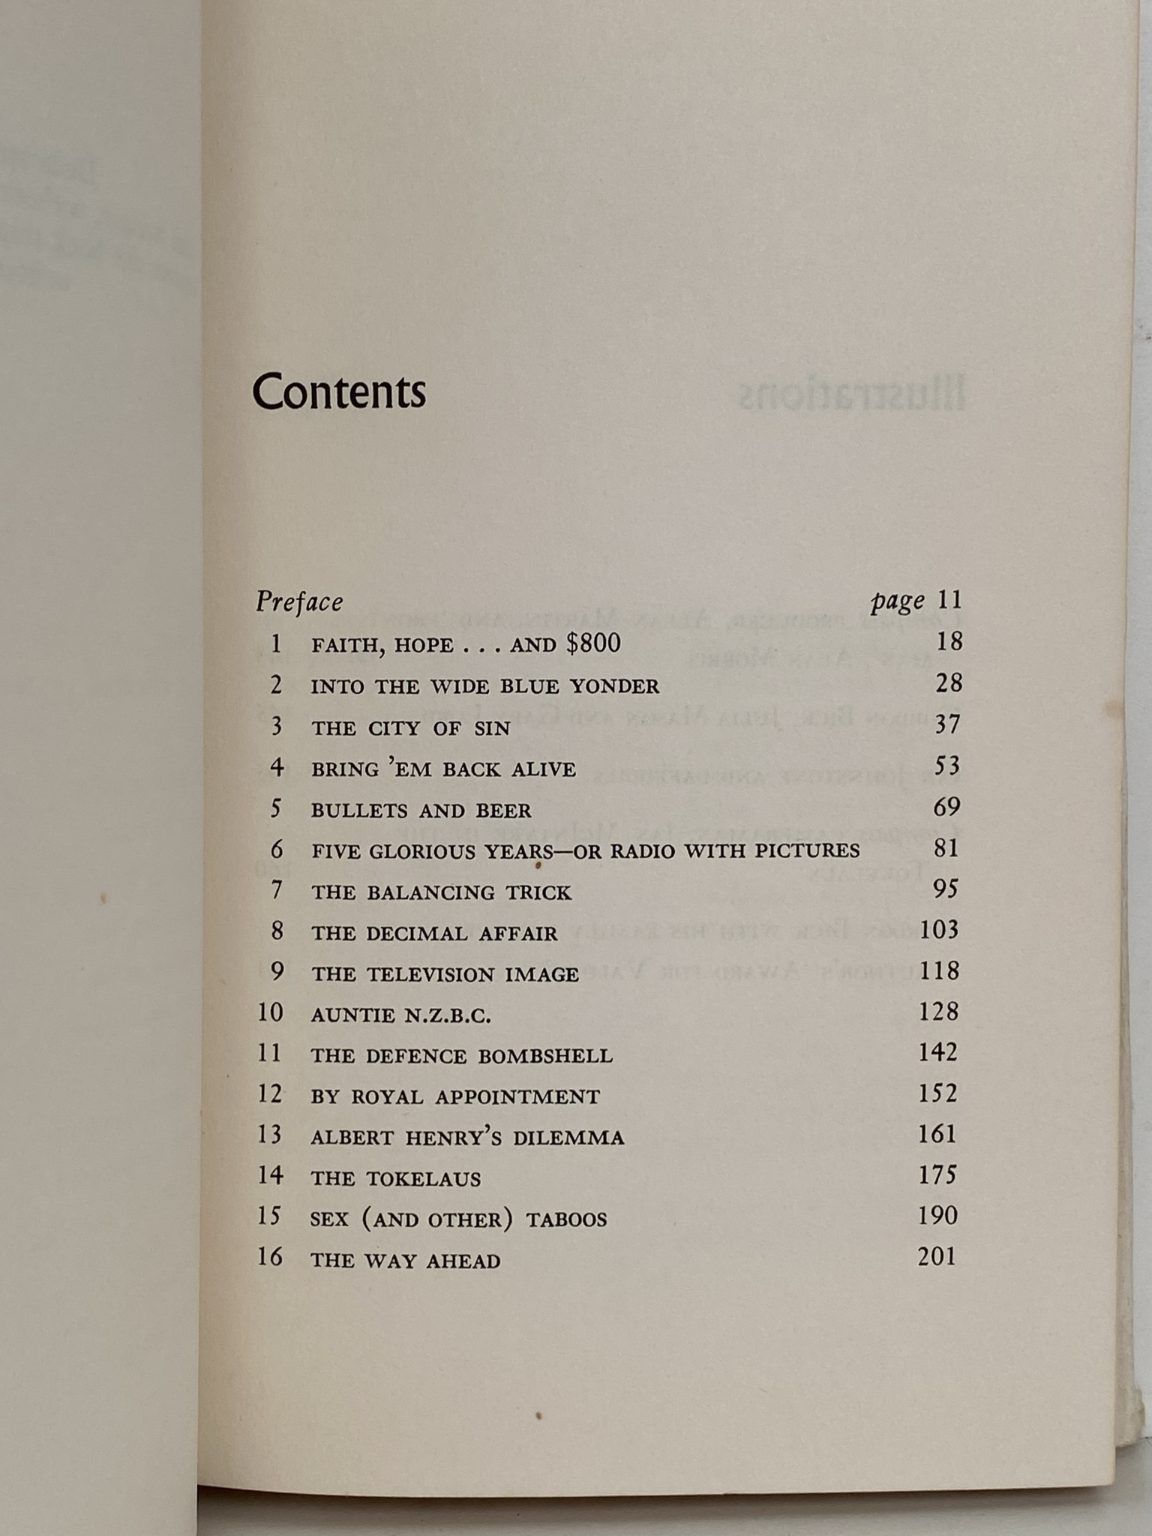 Contents
Preface page 11
1 FAITH, HOPE . . . AND $800 18
2 INTO THE WIDE BLUE YONDER 28
3 THE CITY OF SIN 37
4 BRING ’EM BACK ALIVE 53
5 BULLETS AND BEER 69
6 FIVE GLORIOUS YEARS—OR RADIO WITH PICTURES 81
7 THE BALANCING TRICK 95
8 THE DECIMAL AFFAIR 103
9 THE TELEVISION IMAGE 118
10 AUNTIE N.Z.B.C. 128
11 THE DEFENCE BOMBSHELL 142
12 BY ROYAL APPOINTMENT 152
13 ALBERT HENRY’S DILEMMA 161
14 THE TOKELAUS 175
15 SEX (AND OTHER) TABOOS 190
16 THE WAY AHEAD 201